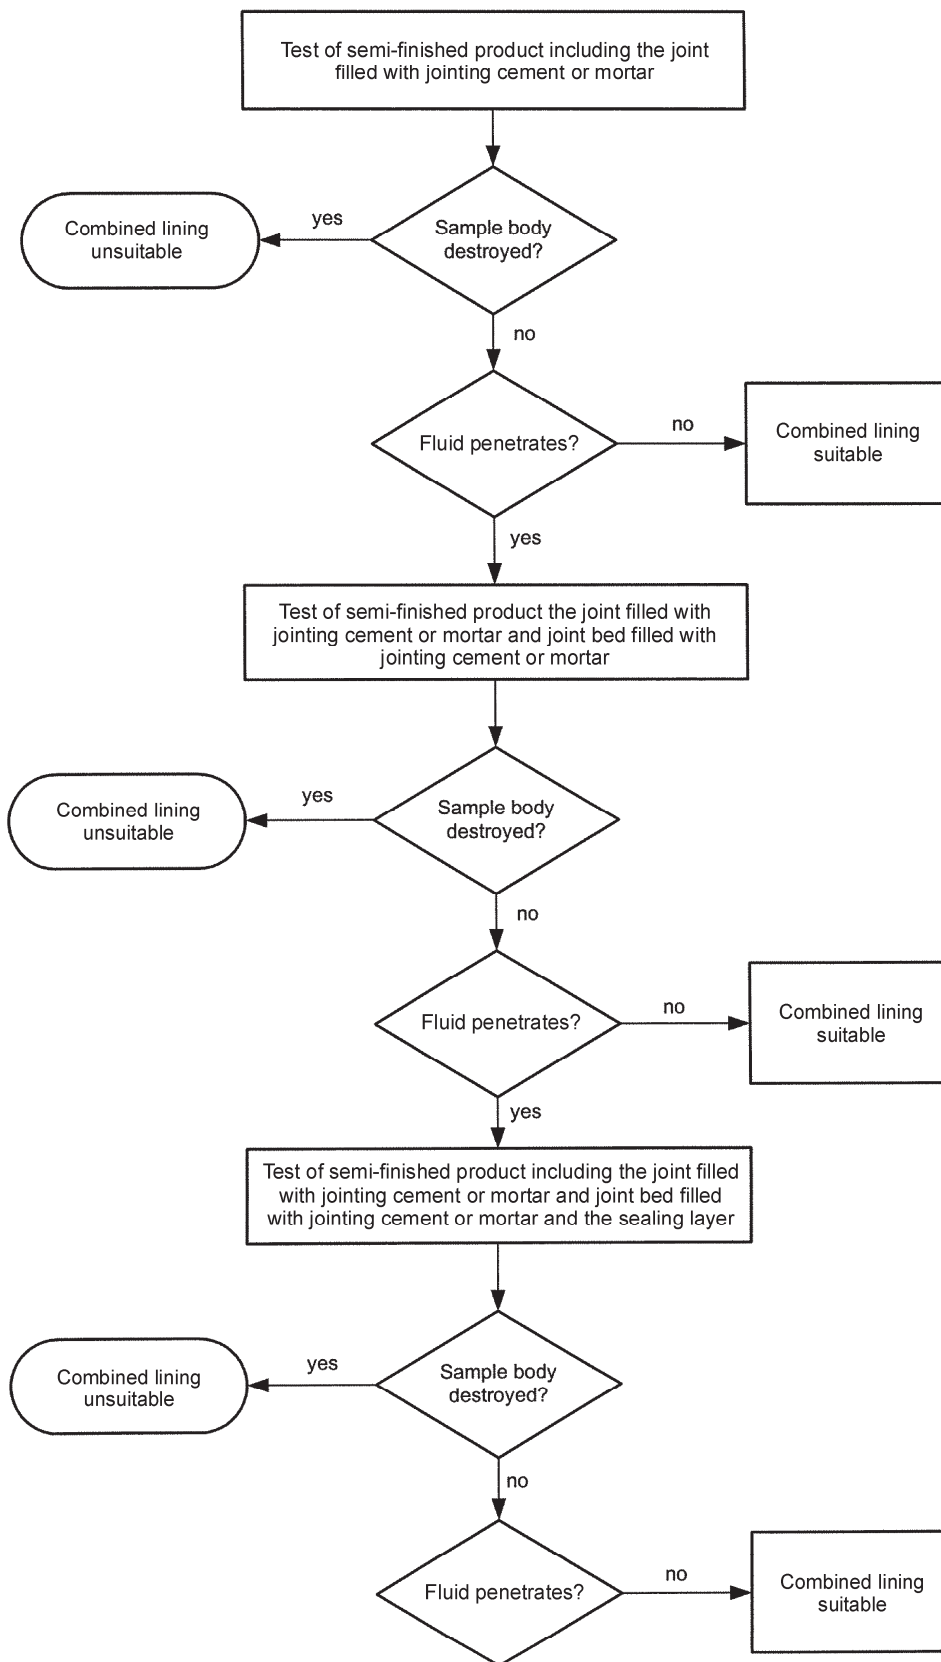 Test of semi-finished product including the joint
filled with jointing cement or mortar
Combined lining
unsuitable
yes
Sample body
destroyed?
no
Fluid penetrates?
no
Combined lining
suitable
yes
Test of semi-finished product the joint filled with
jointing cement or mortar and joint bed filled with
jointing cement or mortar
Combined lining
unsuitable
yes
Sample body
destroyed?
no
Fluid penetrates?
no
Combined lining
suitable
yes
Test of semi-finished product including the joint filled
with jointing cement or mortar and joint bed filled
with jointing cement or mortar and the sealing layer
Combined lining
unsuitable
yes
Sample body
destroyed?
no
Fluid penetrates?
no
Combined lining
suitable